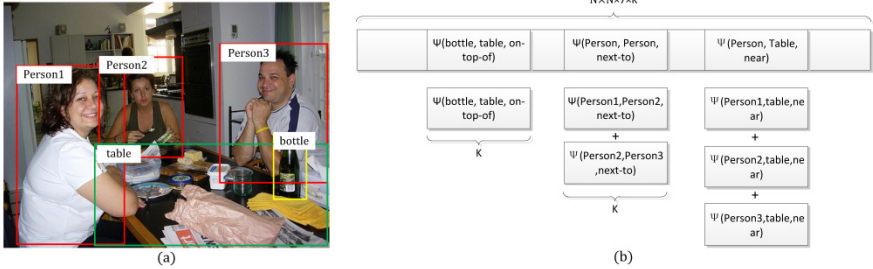 Person1
Person2
Person3
table
bottle
(a)
N×N×7×K
Ψ(bottle, table, on-
top-of)
Ψ(Person, Person,
next-to)
Ψ (Person, Table,
near)
Ψ(bottle, table, on-
top-of)
K
Ψ(Person1,Person2,
next-to)
+
Ψ (Person2,Person3
,next-to)
K
Ψ (Person1,table,ne
ar)
+
Ψ (Person2,table,ne
ar)
+
Ψ (Person3,table,ne
ar)
(b)